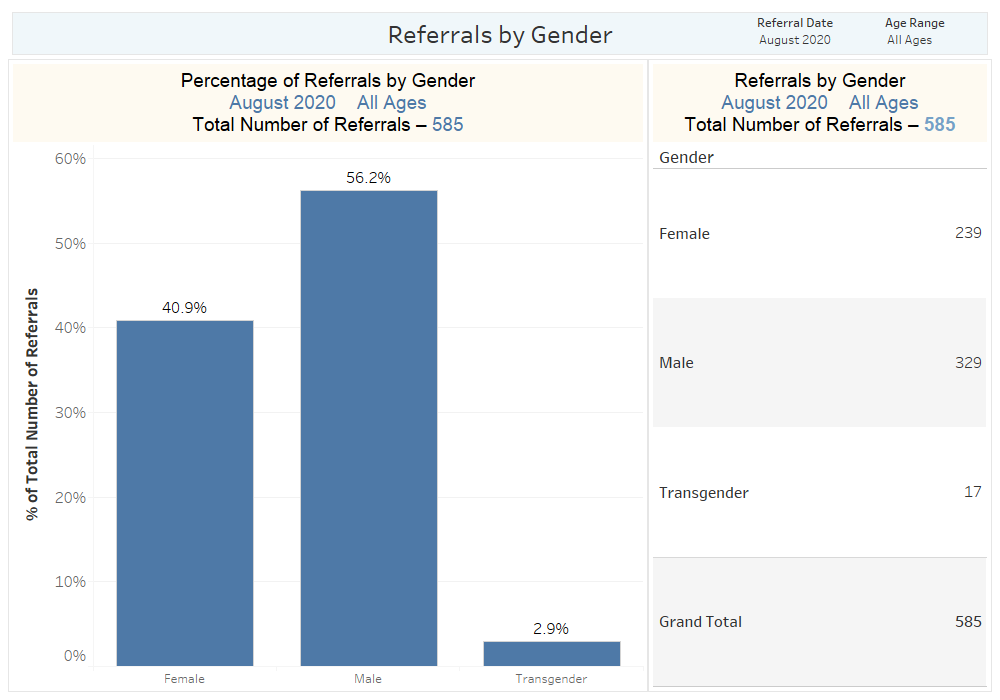 Referrals by Gender
Referral Date
August 2020
Age Range
All Ages
Percentage of Referrals by Gender
August 2020 All Ages
Total Number of Referrals – 585
% of Total Number of Referrals
60%
50%
40%
30%
20%
10%
0%
40.9%
56.2%
2.9%
Female
Male
Transgender
Referrals by Gender
August 2020 All Ages
Total Number of Referrals – 585
Gender
Female 239
Male 329
Transgender 17
Grand Total 585